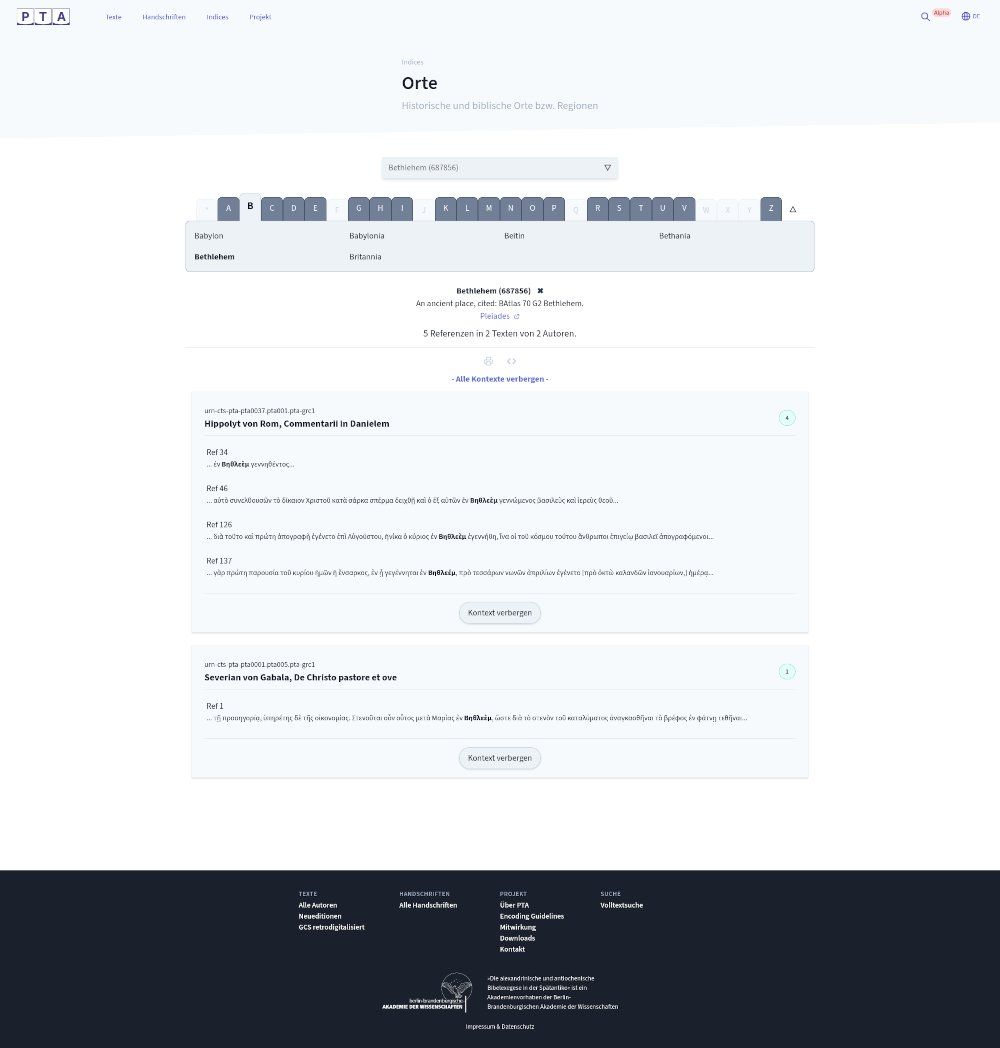 PTA
Texte Handschriften Indices Projekt Alpha DE
Indices
Orte
Historische und biblische Orte bzw. Regionen
Bethlehem (687856)
A B C D E F G H I J K L M N O P Q R S T U V W X Y Z
Babylon Babylonia Beitin Bethania
Bethlehem Britannia
Bethlehem (687856)
An ancient place, cited: BAtlas 70 G2 Bethlehem.
Pleiades
5 Referenzen in 2 Texten von 2 Autoren.
- Alle Kontexte verbergen -
urn-cts-pta-pta0037.pta001.pta-grc1
Hippolyt von Rom, Commentarii in Danielem 4
Ref 34
... ἐν Βηθλεὲμ γεννηθέντος...
Ref 46
... αὐτὸ συνελθουσῶν τὸ δίκαιον Χριστοῦ κατὰ σάρκα σπέρμα δειχθῇ καὶ ὁ ἐξ αὐτῶν ἐν Βηθλεὲμ γεννώμενος βασιλεὺς καὶ ἱερεὺς θεοῦ...
Ref 126
... διὰ τοῦτο καὶ πρώτη ἀπογραφὴ ἐγένετο ἐπὶ Αὐγούστου, ἡνίκα ὁ κύριος ἐν Βηθλεὲμ ἐγεννήθη, ἵνα οἱ τοῦ κόσμου τούτου ἄνθρωποι ἐπιγείῳ βασιλεῖ ἀπογραφόμενοι...
Ref 137
... γὰρ πρώτη παρουσία τοῦ κυρίου ἡμῶν ἡ ἔνσαρκος, ἐν ᾗ γεγέννηται ἐν Βηθλεὲμ, πρὸ τεσσάρων νωνῶν ἀπριλίων ἐγένετο [πρὸ ὀκτὼ καλανδῶν ἰανουαρίων,] ἡμέρᾳ...
Kontext verbergen
urn-cts-pta-pta0001.pta005.pta-grc1
Severian von Gabala, De Christo pastore et ove 1
Ref 1
... τῇ προσηγορίᾳ, ὑπηρέτης δὲ τῆς οἰκονομίας. Στενοῦται οὖν οὗτος μετὰ Μαρίας ἐν Βηθλεέμ, ὥστε διὰ τὸ στενὸν τοῦ καταλύματος ἀναγκασθῆναι τὸ βρέφος ἐν φάτνῃ τεθῆναι...
Kontext verbergen
TEXTE HANDSCHRIFTEN PROJEKT SUCHE
Alle Autoren Alle Handschriften Über PTA Volltextsuche
Neueditionen Encoding Guidelines
GCS retrodigitalisiert Mitwirkung
Downloads
Kontakt
berlin-brandenburgische
AKADEMIE DER WISSENSCHAFTEN
»Die alexandrinische und antiochenische
Bibelexegese in der Spätantike« ist ein
Akademienvorhaben der Berlin-
Brandenburgischen Akademie der Wissenschaften
Impressum & Datenschutz